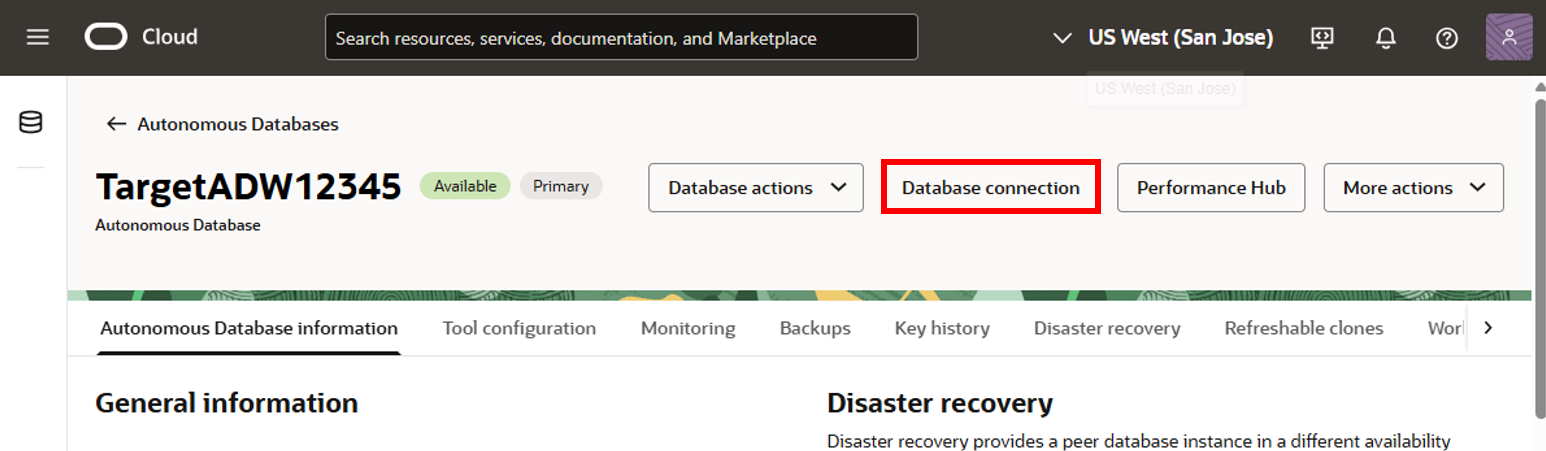 Cloud
Search resources, services, documentation, and Marketplace
US West (San Jose)
US West (San Jose)
Autonomous Databases
TargetADW12345
Available
Primary
Database actions
Database connection
Performance Hub
More actions
Autonomous Database
Autonomous Database information
Tool configuration
Monitoring
Backups
Key history
Disaster recovery
Refreshable clones
General information
Disaster recovery
Disaster recovery provides a peer database instance in a different availability